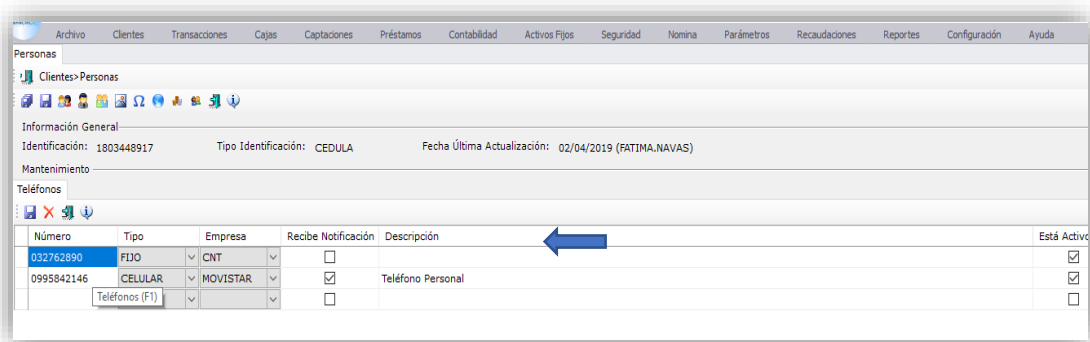 Archivo Clientes Transacciones Cajas Captaciones Préstamos Contabilidad Activos Fijos Seguridad Nomina Parámetros Recaudaciones Reportes Configuración Ayuda
Personas
Clientes>Personas
Información General
Identificación: 1803448917 Tipo Identificación: CEDULA Fecha Última Actualización: 02/04/2019 (FATIMA.NAVAS)
Mantenimiento
Teléfonos
Número Tipo Empresa Recibe Notificación Descripción Está Activo
032762890 FIJO CNT
0995842146 CELULAR MOVISTAR Teléfono Personal
Teléfonos (F1)